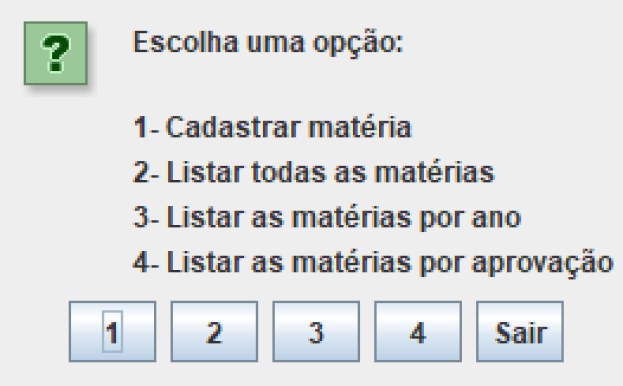 Escolha uma opção:
1- Cadastrar matéria
2- Listar todas as matérias
3- Listar as matérias por ano
4- Listar as matérias por aprovação
1 2 3 4 Sair